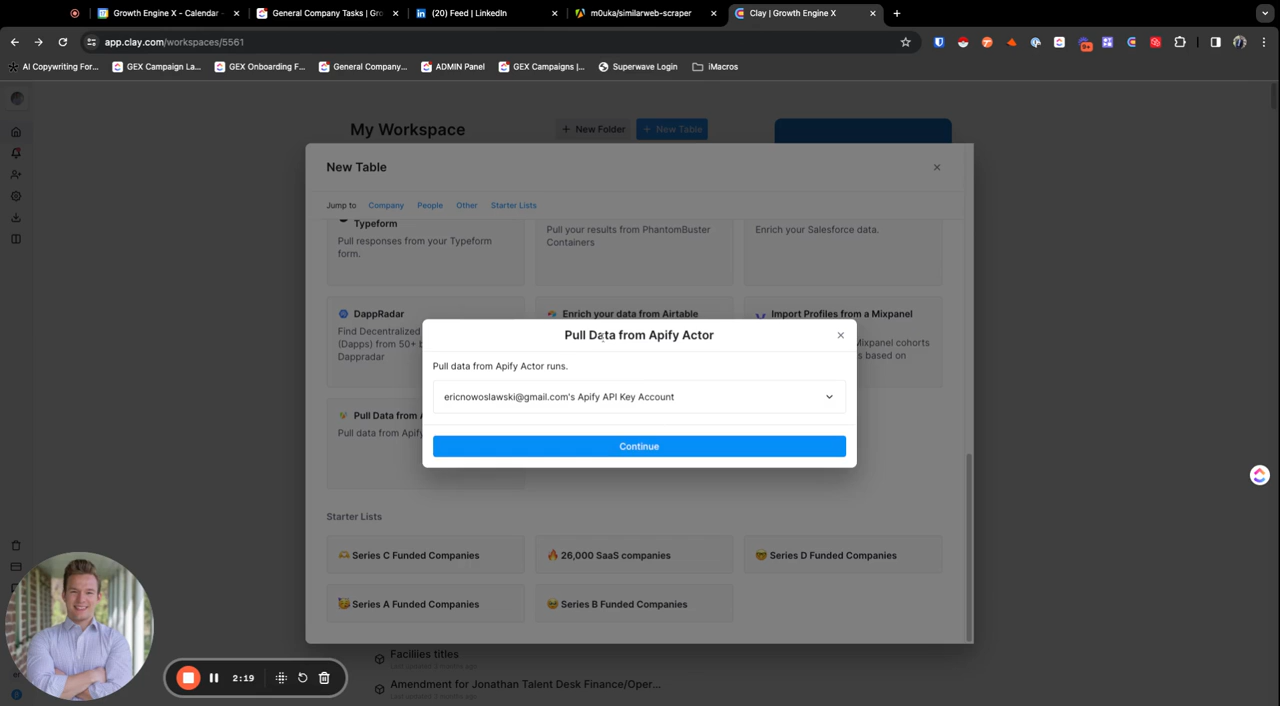 Growth Engine X - Calendar -
General Company Tasks | Gro
(20) Feed | LinkedIn
m0uka/similarweb-scraper
Clay | Growth Engine X
app.clay.com/workspaces/5561
AI Copywriting For...
GEX Campaign La...
GEX Onboarding F...
General Company...
ADMIN Panel
GEX Campaigns |...
Superwave Login
iMacros
My Workspace
New Folder
New Table
New Table
Jump to
Company
People
Other
Starter Lists
Typeform
Pull responses from your Typeform
form.
Pull your results from PhantomBuster
Containers
Enrich your Salesforce data.
DappRadar
Find Decentralized
(Dapps) from 50+
Dappradar
Enrich your data from Airtable
Import Profiles from a Mixpanel
Mixpanel cohorts
based on
Pull Data from A
Pull data from Apify
Pull Data from Apify Actor
Pull data from Apify Actor runs.
ericnowoslawski@gmail.com's Apify API Key Account
Continue
Starter Lists
Series C Funded Companies
26,000 SaaS companies
Series D Funded Companies
Series A Funded Companies
Series B Funded Companies
Faciliies titles
Amendment for Jonathan Talent Desk Finance/Oper...
2:19